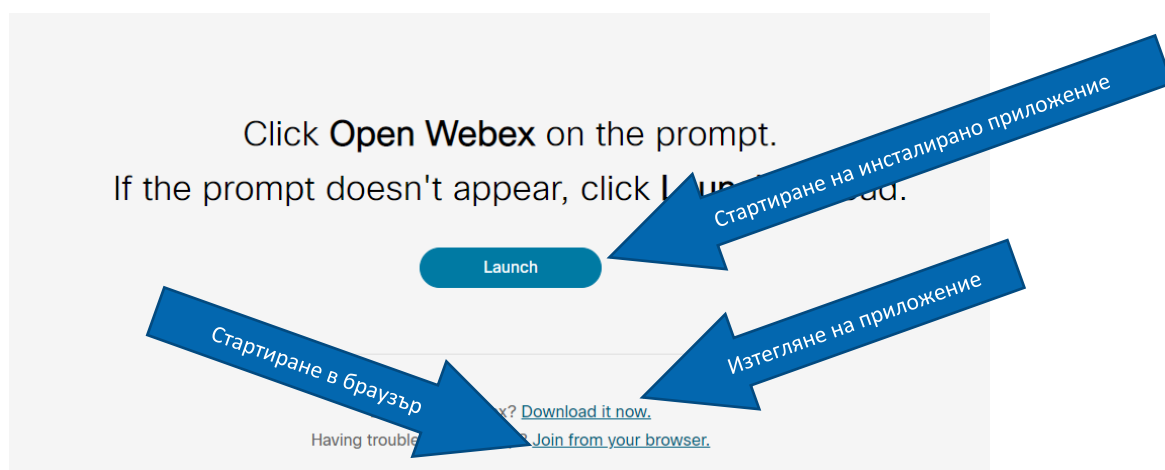 Click Open Webex on the prompt.
If the prompt doesn't appear, click
Стартиране на инсталирано приложение
Launch
Изтегляне на приложение
Стартиране в браузър
Download it now.
Having trouble
Join from your browser.